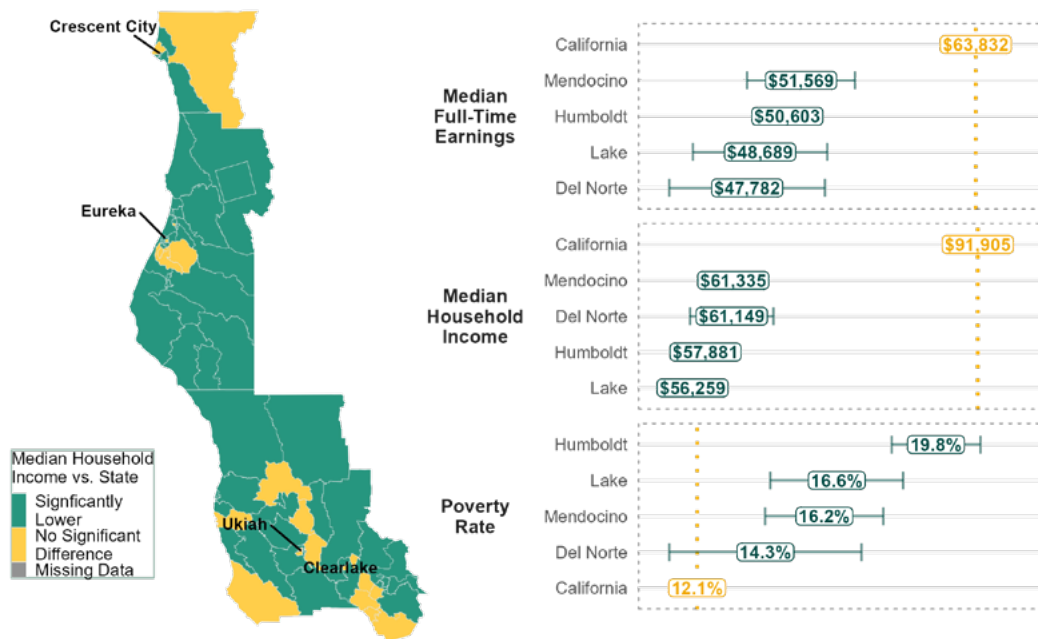 Crescent City
Eureka
Ukiah
Clearlake
Median Household
Income vs. State
Signficantly
Lower
No Significant
Difference
Missing Data
Median
Full-Time
Earnings
California
$63,832
Mendocino
$51,569
Humboldt
$50,603
Lake
$48,689
Del Norte
$47,782
Median
Household
Income
California
$91,905
Mendocino
$61,335
Del Norte
$61,149
Humboldt
$57,881
Lake
$56,259
Poverty
Rate
Humboldt
19.8%
Lake
16.6%
Mendocino
16.2%
Del Norte
14.3%
California
12.1%